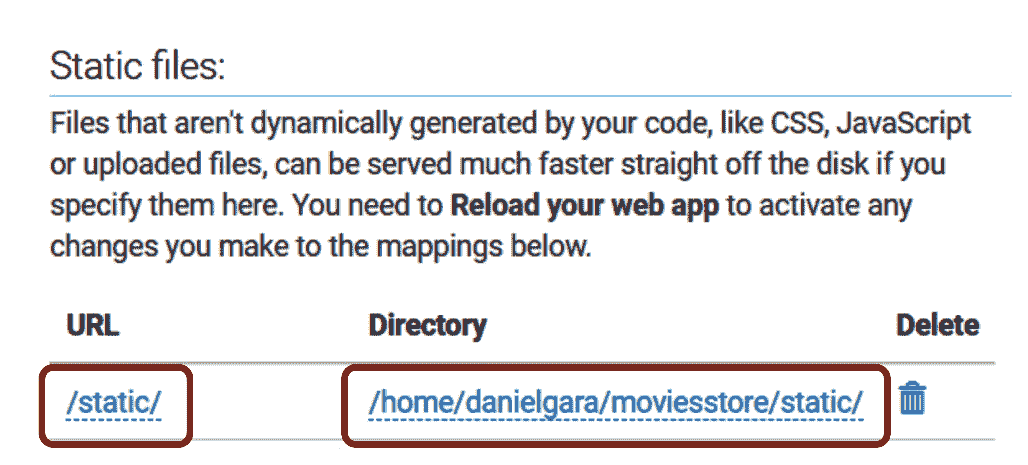 Static files:
Files that aren't dynamically generated by your code, like CSS, JavaScript
or uploaded files, can be served much faster straight off the disk if you
specify them here. You need to Reload your web app to activate any
changes you make to the mappings below.
URL Directory Delete
/static/ /home/danielgara/moviesstore/static/